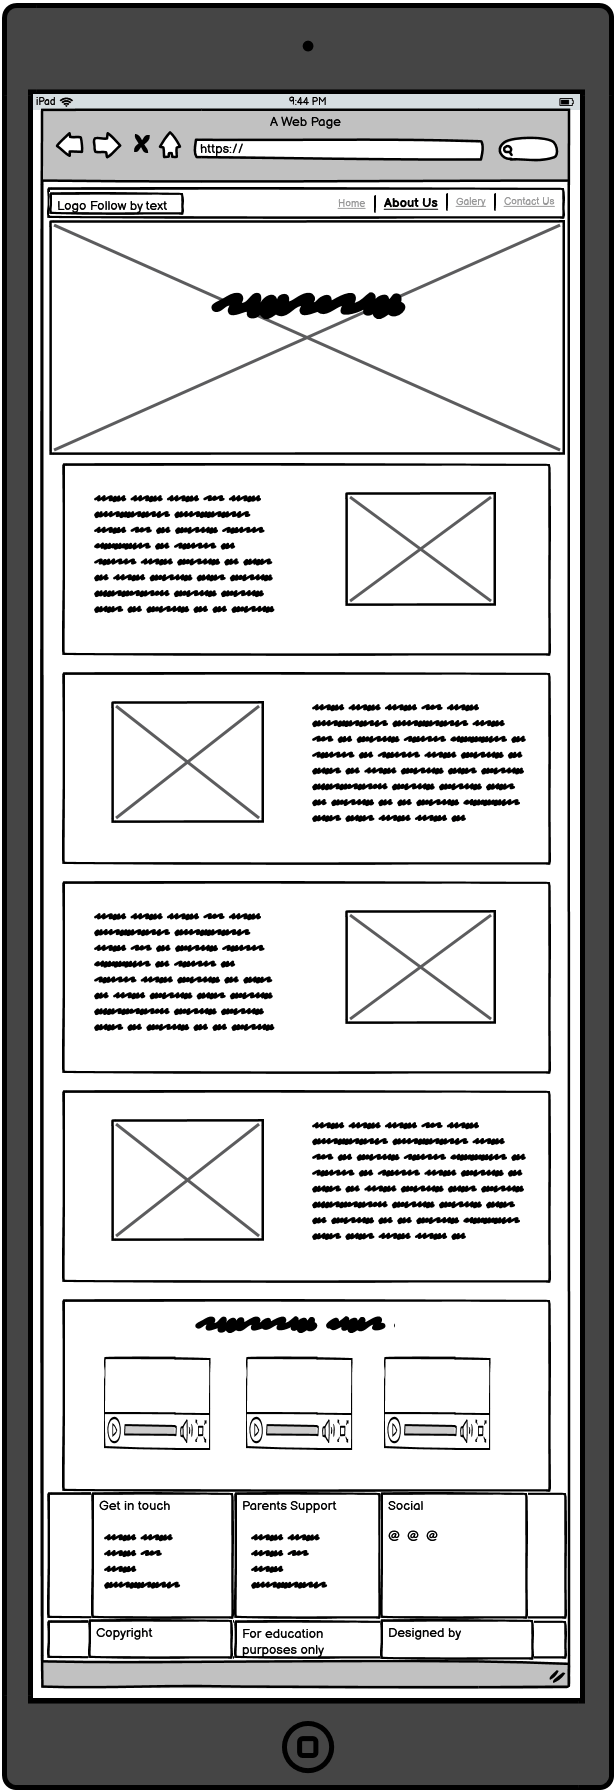 iPad 9:44 PM
A Web Page
https://
Logo Follow by text Home About Us Galery Contact Us
Get in touch
Parents Support
Social
@ @ @
Copyright
For education
purposes only
Designed by